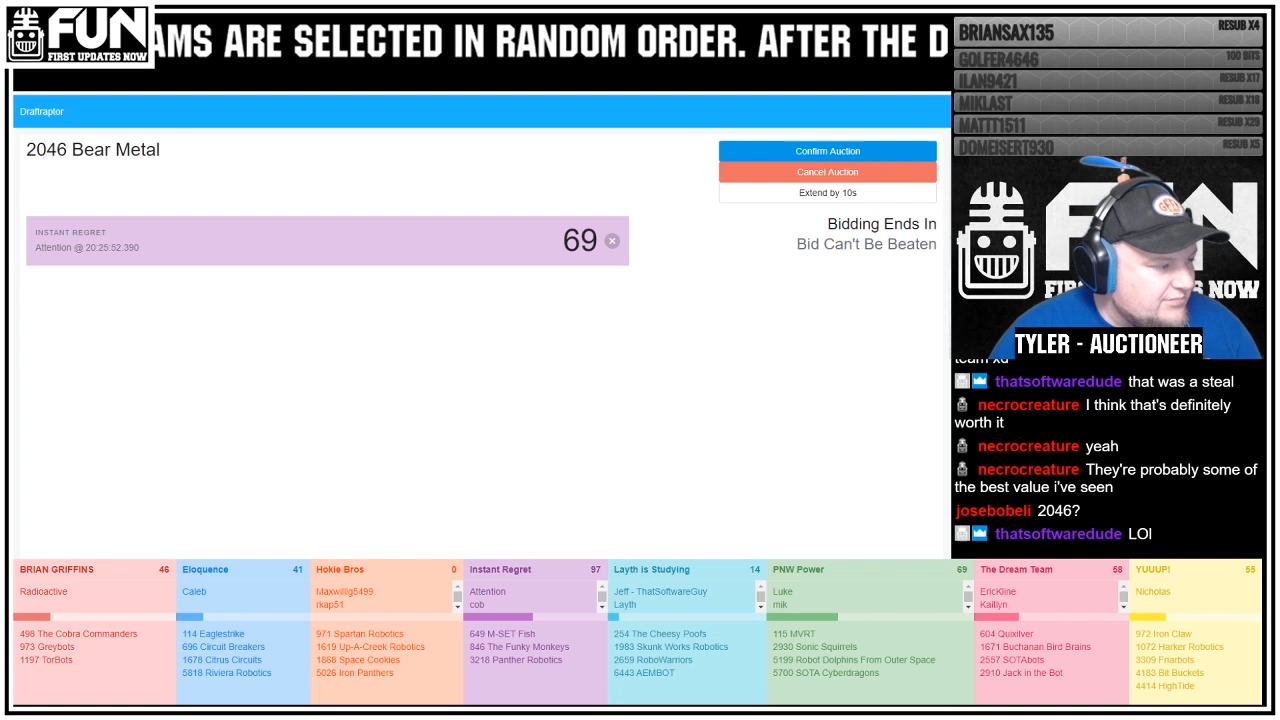 FUN
FIRST UPDATES NOW
AMS ARE SELECTED IN RANDOM ORDER. AFTER THE D
BRIANSAX135 RESUB X4
GOLFER4646 100 BITS
ILAN9421 RESUB X17
MIKLAST RESUB X18
MATTT1511 RESUB X29
DOMEISERT930 RESUB X5
Draftraptor
2046 Bear Metal
Confirm Auction
Cancel Auction
Extend by 10s
INSTANT REGRET
Attention @ 20:25:52.390
69
Bidding Ends In
Bid Can't Be Beaten
TYLER - AUCTIONEER
thatsoftwaredude that was a steal
necrocreature I think that's definitely
worth it
necrocreature yeah
necrocreature They're probably some of
the best value i've seen
josebobeli 2046?
thatsoftwaredude LOl
BRIAN GRIFFINS 46
Radioactive
498 The Cobra Commanders
973 Greybots
1197 TorBots
Eloquence 41
Caleb
114 Eaglestrike
696 Circuit Breakers
1678 Citrus Circuits
5818 Riviera Robotics
Hokie Bros 0
Maxwillig5499
rkap51
971 Spartan Robotics
1619 Up-A-Creek Robotics
1868 Space Cookies
5026 Iron Panthers
Instant Regret 97
Attention
cob
649 M-SET Fish
846 The Funky Monkeys
3218 Panther Robotics
Layth is Studying 14
Jeff - ThatSoftwareGuy
Layth
254 The Cheesy Poofs
1983 Skunk Works Robotics
2659 RoboWarriors
6443 AEMBOT
PNW Power 69
Luke
mik
115 MVRT
2930 Sonic Squirrels
5199 Robot Dolphins From Outer Space
5700 SOTA Cyberdragons
The Dream Team 58
EricKline
Kaitlyn
604 Quixilver
1671 Buchanan Bird Brains
2557 SOTAbots
2910 Jack in the Bot
YUUUP! 55
Nicholas
972 Iron Claw
1072 Harker Robotics
3309 Friarbots
4183 Bit Buckets
4414 HighTide